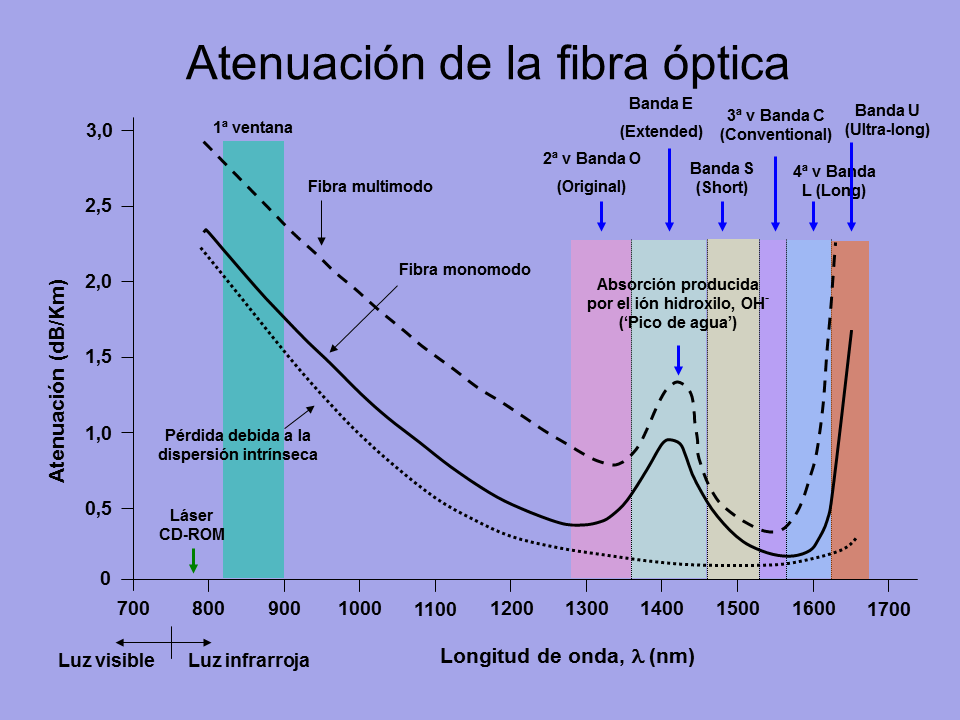 Atenuación de la fibra óptica
Banda E
(Extended)
3ª v Banda C
(Conventional)
Banda U
(Ultra-long)
3,0
1ª ventana
2ª v Banda O
(Original)
Banda S
(Short)
4ª v Banda
L (Long)
Fibra multimodo
2,5
Fibra monomodo
2,0
Absorción producida
por el ión hidroxilo, OH-
(‘Pico de agua’)
1,5
Atenuación (dB/Km)
1,0
Pérdida debida a la
dispersión intrínseca
0,5
Láser
CD-ROM
0
700 800 900 1000 1100 1200 1300 1400 1500 1600 1700
Luz visible Luz infrarroja
Longitud de onda, λ (nm)